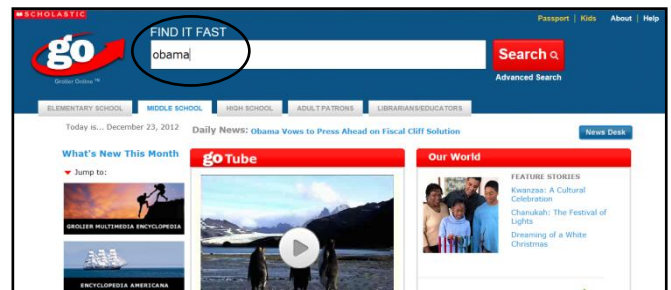 SCHOLASTIC
Passport | Kids About | Help
go
Grolier Online ™
FIND IT FAST
obama
Search
Advanced Search
ELEMENTARY SCHOOL MIDDLE SCHOOL HIGH SCHOOL ADULT PATRONS LIBRARIANS/EDUCATORS
Today is... December 23, 2012 Daily News: Obama Vows to Press Ahead on Fiscal Cliff Solution News Desk
What's New This Month
Jump to:
GROLIER MULTIMEDIA ENCYCLOPEDIA
ENCYCLOPEDIA AMERICANA
go Tube
Our World
FEATURE STORIES
Kwanzaa: A Cultural
Celebration
Chanukah: The Festival of
Lights
Dreaming of a White
Christmas